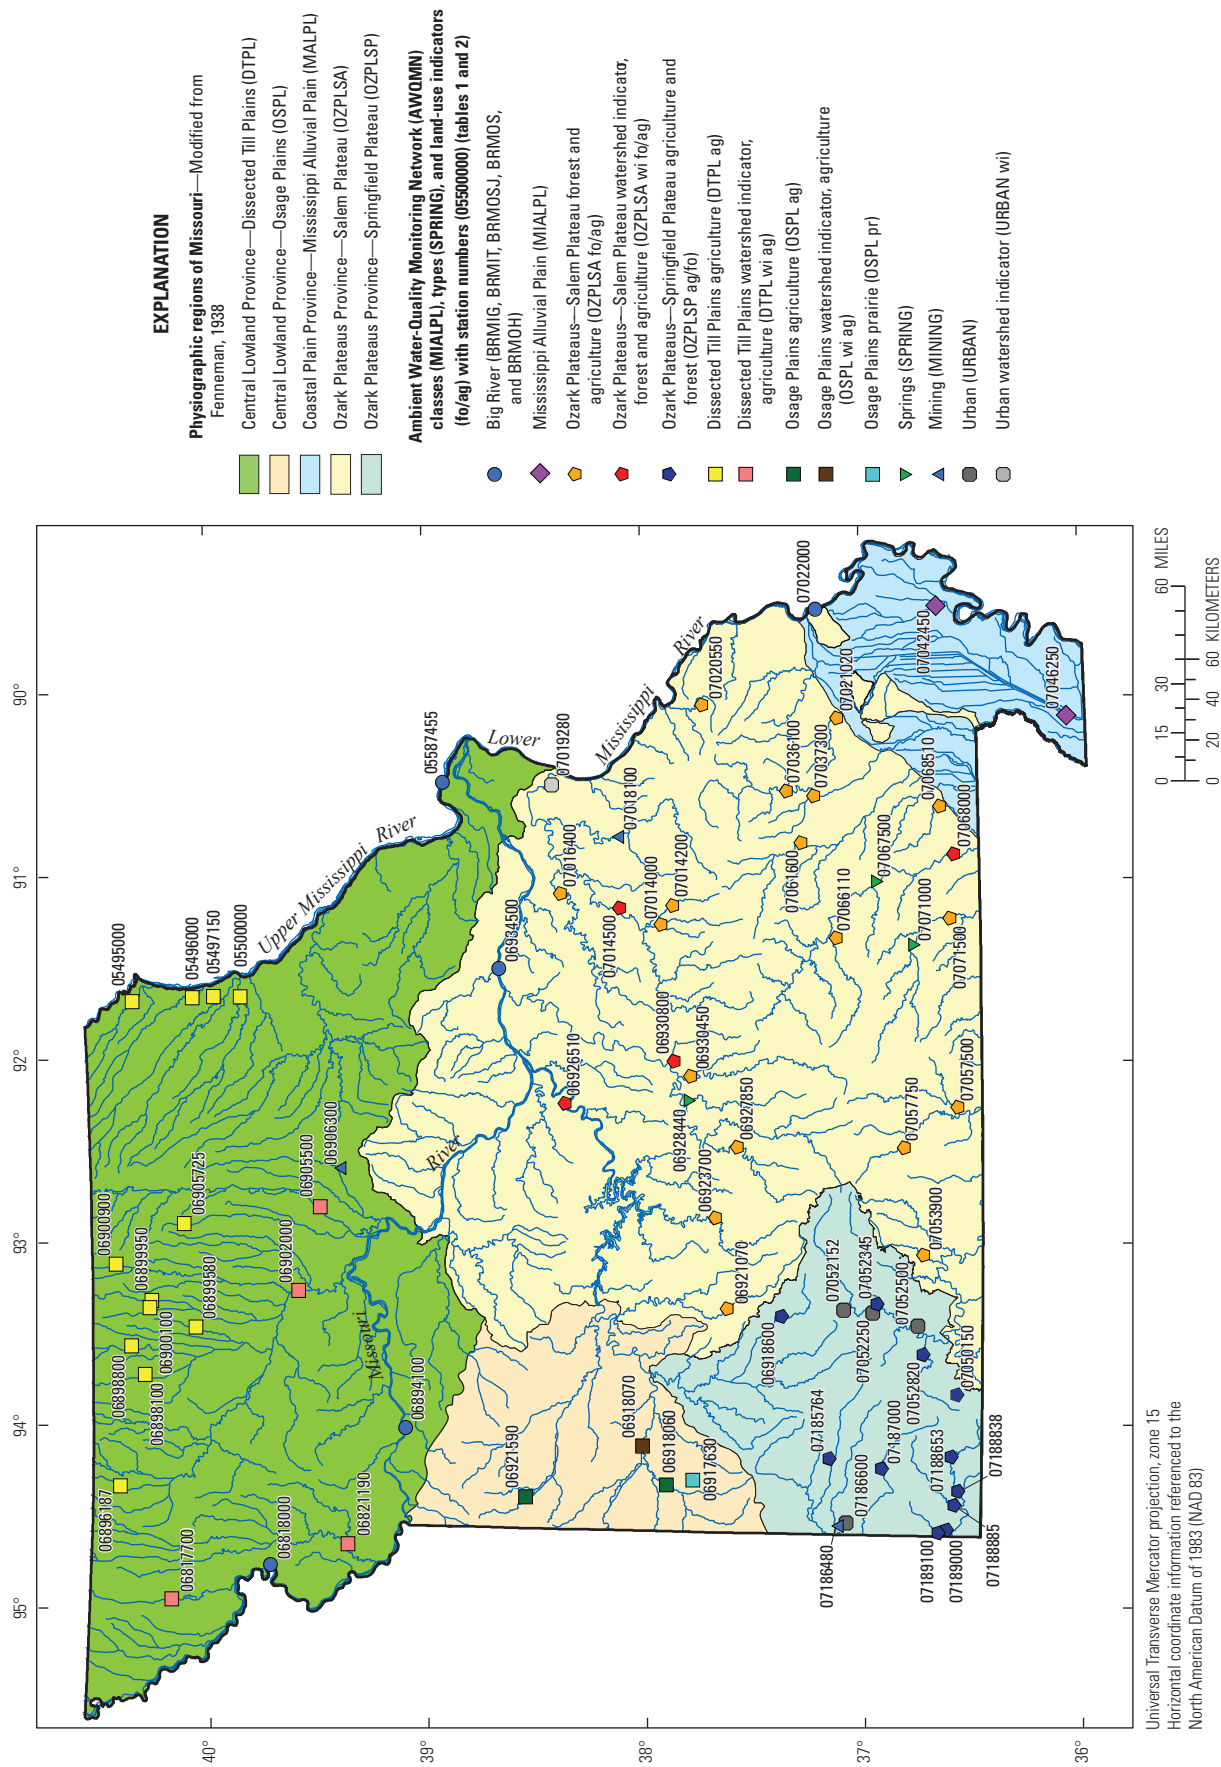 EXPLANATION
Physiographic regions of Missouri—Modified from
Fenneman, 1938
Central Lowland Province—Dissected Till Plains (DTPL)
Central Lowland Province—Osage Plains (OSPL)
Coastal Plain Province—Mississippi Alluvial Plain (MALPL)
Ozark Plateaus Province—Salem Plateau (OZPLSA)
Ozark Plateaus Province—Springfield Plateau (OZPLSP)
Ambient Water-Quality Monitoring Network (AWQMN)
classes (MIALPL), types (SPRING), and land-use indicators
(fo/ag) with station numbers (05500000) (tables 1 and 2)
Big River (BRMIG, BRMIT, BRMOSJ, BRMOS,
and BRMOH)
Mississippi Alluvial Plain (MIALPL)
Ozark Plateaus—Salem Plateau forest and
agriculture (OZPLSA fo/ag)
Ozark Plateaus—Salem Plateau watershed indicator,
forest and agriculture (OZPLSA wi fo/ag)
Ozark Plateaus—Springfield Plateau agriculture and
forest (OZPLSP ag/fo)
Dissected Till Plains agriculture (DTPL ag)
Dissected Till Plains watershed indicator,
agriculture (DTPL wi ag)
Osage Plains agriculture (OSPL ag)
Osage Plains watershed indicator, agriculture
(OSPL wi ag)
Osage Plains prairie (OSPL pr)
Springs (SPRING)
Mining (MINING)
Urban (URBAN)
Urban watershed indicator (URBAN wi)
95°
94°
93°
92°
91°
90°
40°
39°
38°
37°
36°
06896187
06817700
06818000
06821190
06898100
06898800
06900100
06899580
06899950
06900900
06905725
06902000
06905500
06906300
06894100
Missouri
River
05495000
05496000
05497150
05500000
Upper Mississippi River
05587455
Lower
Mississippi
River
07019280
06934500
07016400
07018100
07014500
07014000
07014200
07020550
07022000
06926510
06930800
06930450
06928440
06927850
06923700
06921070
07036100
07037300
07021020
07061600
07066110
07067500
07068510
07068000
07071000
07071500
07042450
07046250
07057500
07057750
07053900
06921590
06918070
06918060
06917630
06918600
07052152
07052345
07052250
07052500
07052820
07050150
07185764
07187000
07186600
07186480
07188653
07188838
07188885
07189000
07189100
0 15 30 60 MILES
0 20 40 60 KILOMETERS
Universal Transverse Mercator projection, zone 15
Horizontal coordinate information referenced to the
North American Datum of 1983 (NAD 83)